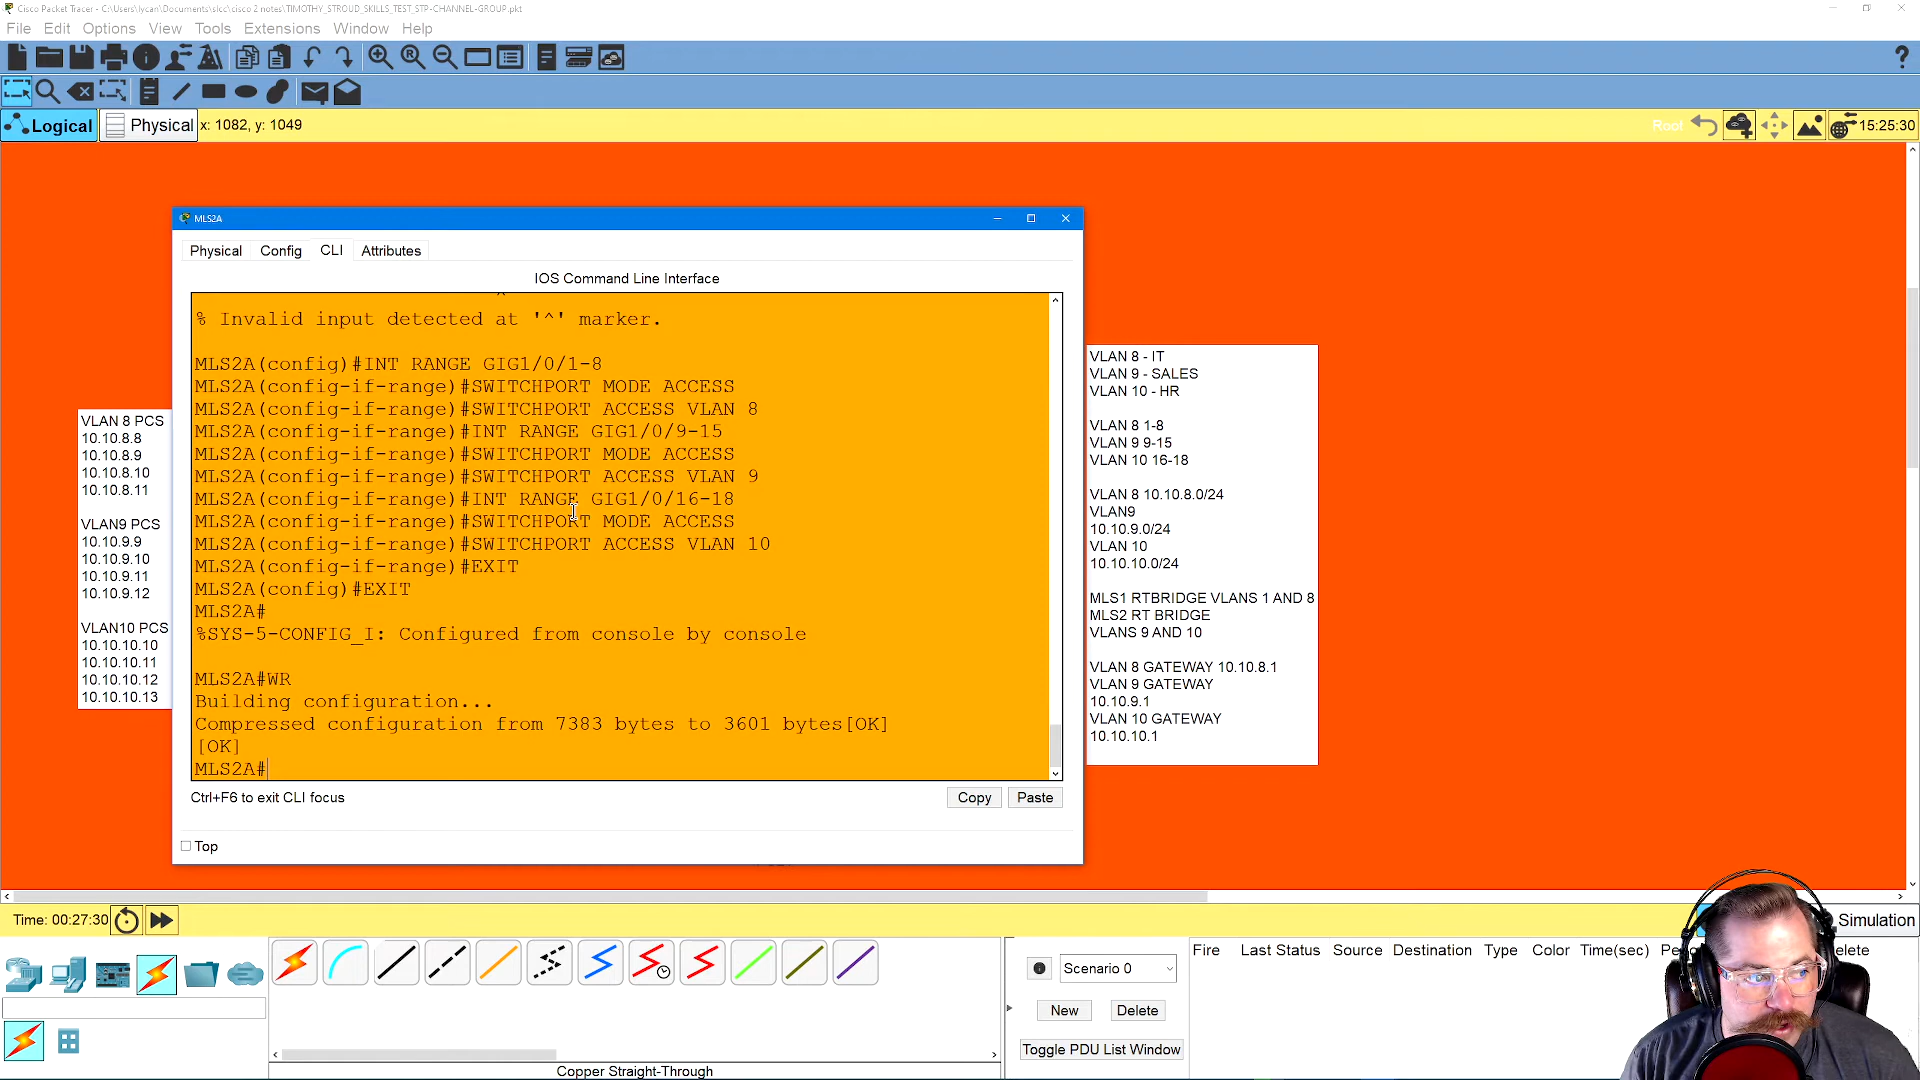 Cisco Packet Tracer - C:\Users\lycan\Documents\slcc\cisco 2 notes\TIMOTHY_STROUD_SKILLS_TEST_STP-CHANNEL-GROUP.pkt
File Edit Options View Tools Extensions Window Help
Logical Physical x: 1082, y: 1049 Root 15:25:30
MLS2A
Physical Config CLI Attributes
IOS Command Line Interface
^
% Invalid input detected at '^' marker.
MLS2A(config)#INT RANGE GIG1/0/1-8
MLS2A(config-if-range)#SWITCHPORT MODE ACCESS
MLS2A(config-if-range)#SWITCHPORT ACCESS VLAN 8
MLS2A(config-if-range)#INT RANGE GIG1/0/9-15
MLS2A(config-if-range)#SWITCHPORT MODE ACCESS
MLS2A(config-if-range)#SWITCHPORT ACCESS VLAN 9
MLS2A(config-if-range)#INT RANGE GIG1/0/16-18
MLS2A(config-if-range)#SWITCHPORT MODE ACCESS
MLS2A(config-if-range)#SWITCHPORT ACCESS VLAN 10
MLS2A(config-if-range)#EXIT
MLS2A(config)#EXIT
MLS2A#
%SYS-5-CONFIG_I: Configured from console by console
MLS2A#WR
Building configuration...
Compressed configuration from 7383 bytes to 3601 bytes[OK]
[OK]
MLS2A#
Ctrl+F6 to exit CLI focus
Copy Paste
Top
VLAN 8 PCS
10.10.8.8
10.10.8.9
10.10.8.10
10.10.8.11
VLAN9 PCS
10.10.9.9
10.10.9.10
10.10.9.11
10.10.9.12
VLAN10 PCS
10.10.10.10
10.10.10.11
10.10.10.12
10.10.10.13
VLAN 8 - IT
VLAN 9 - SALES
VLAN 10 - HR
VLAN 8 1-8
VLAN 9 9-15
VLAN 10 16-18
VLAN 8 10.10.8.0/24
VLAN9
10.10.9.0/24
VLAN 10
10.10.10.0/24
MLS1 RTBRIDGE VLANS 1 AND 8
MLS2 RT BRIDGE
VLANS 9 AND 10
VLAN 8 GATEWAY 10.10.8.1
VLAN 9 GATEWAY
10.10.9.1
VLAN 10 GATEWAY
10.10.10.1
Time: 00:27:30
Simulation
Scenario 0
New Delete
Toggle PDU List Window
Fire Last Status Source Destination Type Color Time(sec)
Copper Straight-Through